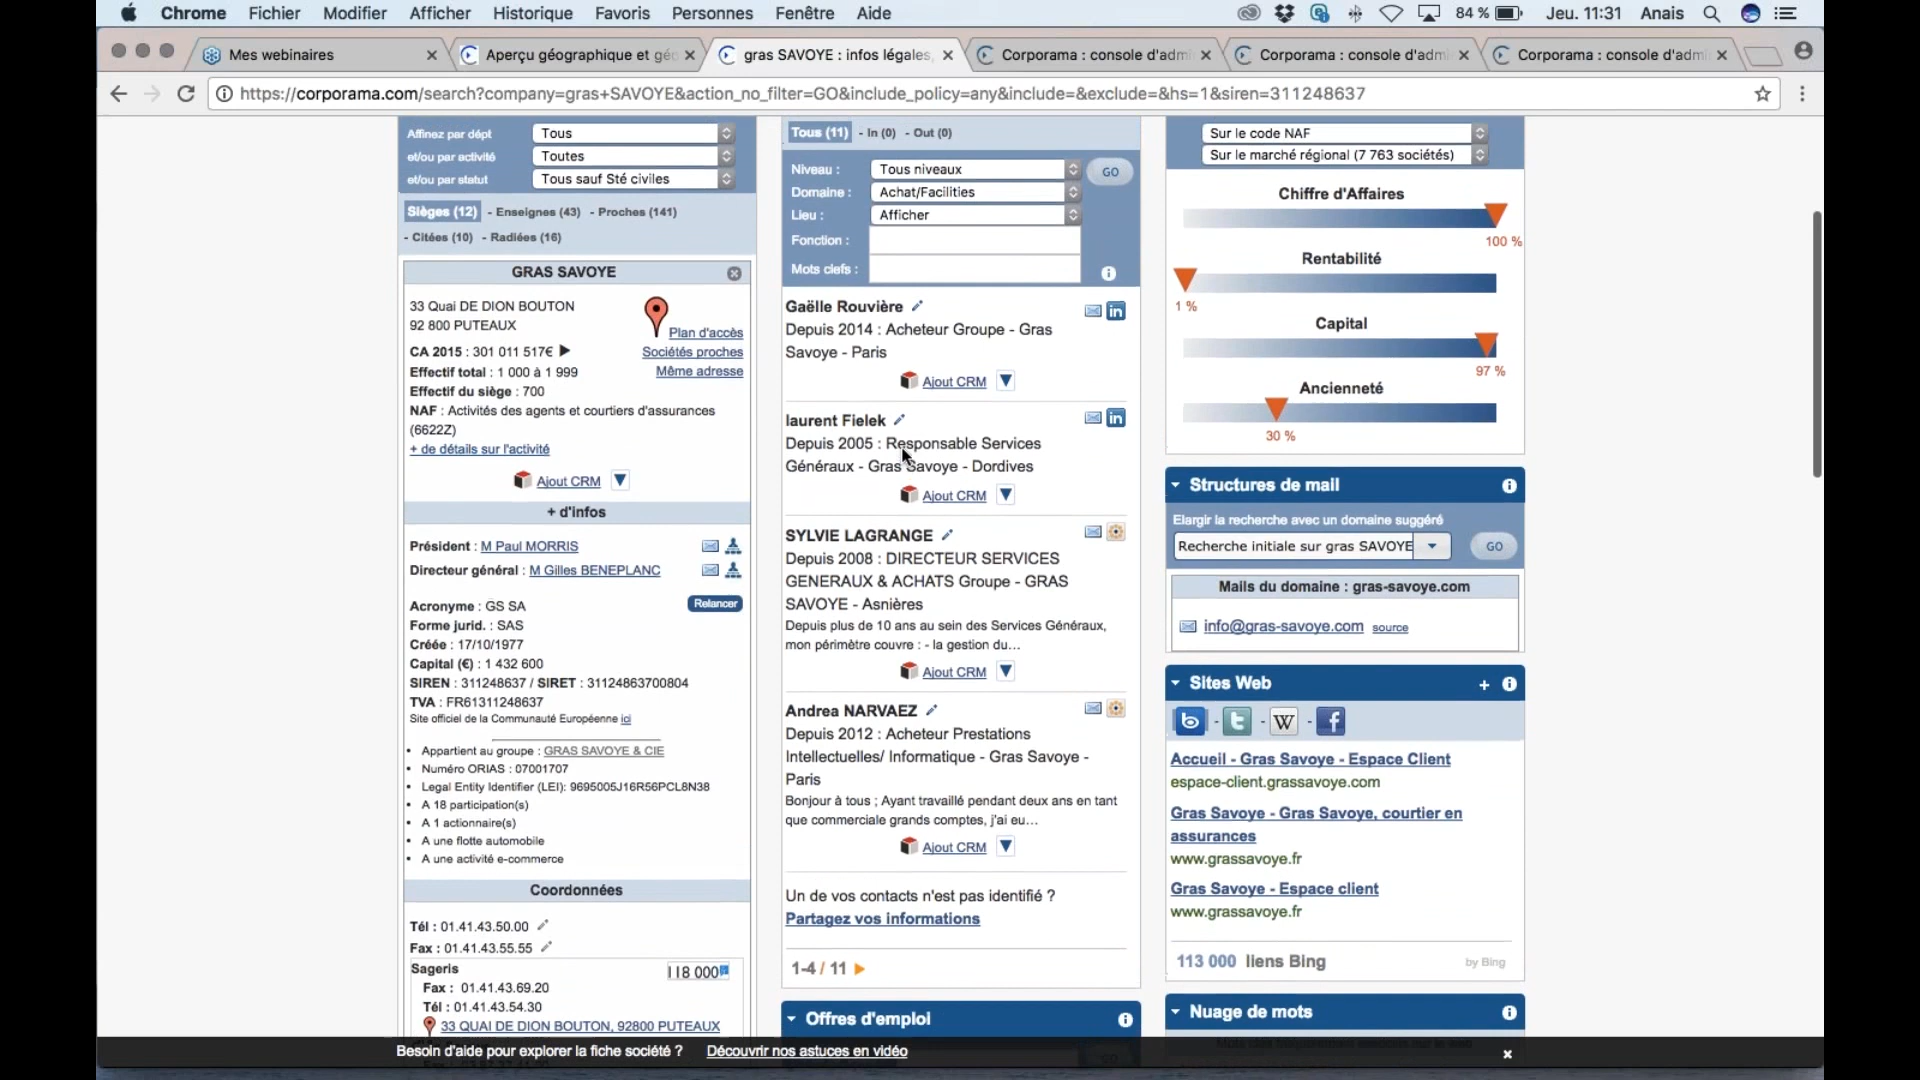 Chrome Fichier Modifier Afficher Historique Favoris Personnes Fenêtre Aide 84 % Jeu. 11:31 Anais
Mes webinaires
Aperçu géographique et géo
gras SAVOYE : infos légales,
Corporama : console d'admi
Corporama : console d'admi
Corporama : console d'admi
https://corporama.com/search?company=gras+SAVOYE&action_no_filter=GO&include_policy=any&include=&exclude=&hs=1&siren=311248637
Affinez par dépt Tous
et/ou par activité Toutes
et/ou par statut Tous sauf Sté civiles
Sièges (12) - Enseignes (43) - Proches (141)
- Citées (10) - Radiées (16)
GRAS SAVOYE
33 Quai DE DION BOUTON
92 800 PUTEAUX
Plan d'accès
CA 2015 : 301 011 517€
Sociétés proches
Effectif total : 1 000 à 1 999
Même adresse
Effectif du siège : 700
NAF : Activités des agents et courtiers d'assurances
(6622Z)
+ de détails sur l'activité
Ajout CRM
+ d'infos
Président : M Paul MORRIS
Directeur général : M Gilles BENEPLANC
Acronyme : GS SA
Relancer
Forme jurid. : SAS
Créée : 17/10/1977
Capital (€) : 1 432 600
SIREN : 311248637 / SIRET : 31124863700804
TVA : FR61311248637
Site officiel de la Communauté Européenne ici
• Appartient au groupe : GRAS SAVOYE & CIE
• Numéro ORIAS : 07001707
• Legal Entity Identifier (LEI): 9695005J16R56PCL8N38
• A 18 participation(s)
• A 1 actionnaire(s)
• A une flotte automobile
• A une activité e-commerce
Coordonnées
Tél : 01.41.43.50.00
Fax : 01.41.43.55.55
Sageris
118 000
Fax : 01.41.43.69.20
Tél : 01.41.43.54.30
33 QUAI DE DION BOUTON, 92800 PUTEAUX
Tous (11) - In (0) - Out (0)
Niveau : Tous niveaux
GO
Domaine : Achat/Facilities
Lieu : Afficher
Fonction :
Mots clefs :
Gaëlle Rouvière
Depuis 2014 : Acheteur Groupe - Gras
Savoye - Paris
Ajout CRM
laurent Fielek
Depuis 2005 : Responsable Services
Généraux - Gras Savoye - Dordives
Ajout CRM
SYLVIE LAGRANGE
Depuis 2008 : DIRECTEUR SERVICES
GENERAUX & ACHATS Groupe - GRAS
SAVOYE - Asnières
Depuis plus de 10 ans au sein des Services Généraux,
mon périmètre couvre : - la gestion du...
Ajout CRM
Andrea NARVAEZ
Depuis 2012 : Acheteur Prestations
Intellectuelles/ Informatique - Gras Savoye -
Paris
Bonjour à tous ; Ayant travaillé pendant deux ans en tant
que commerciale grands comptes, j'ai eu...
Ajout CRM
Un de vos contacts n'est pas identifié ?
Partagez vos informations
1-4 / 11
Offres d'emploi
Sur le code NAF
Sur le marché régional (7 763 sociétés)
Chiffre d'Affaires
100 %
Rentabilité
1 %
Capital
97 %
Ancienneté
30 %
Structures de mail
Elargir la recherche avec un domaine suggéré
Recherche initiale sur gras SAVOYE
GO
Mails du domaine : gras-savoye.com
info@gras-savoye.com source
Sites Web
Accueil - Gras Savoye - Espace Client
espace-client.grassavoye.com
Gras Savoye - Gras Savoye, courtier en
assurances
www.grassavoye.fr
Gras Savoye - Espace client
www.grassavoye.fr
113 000 liens Bing
by Bing
Nuage de mots
Besoin d'aide pour explorer la fiche société ? Découvrir nos astuces en vidéo